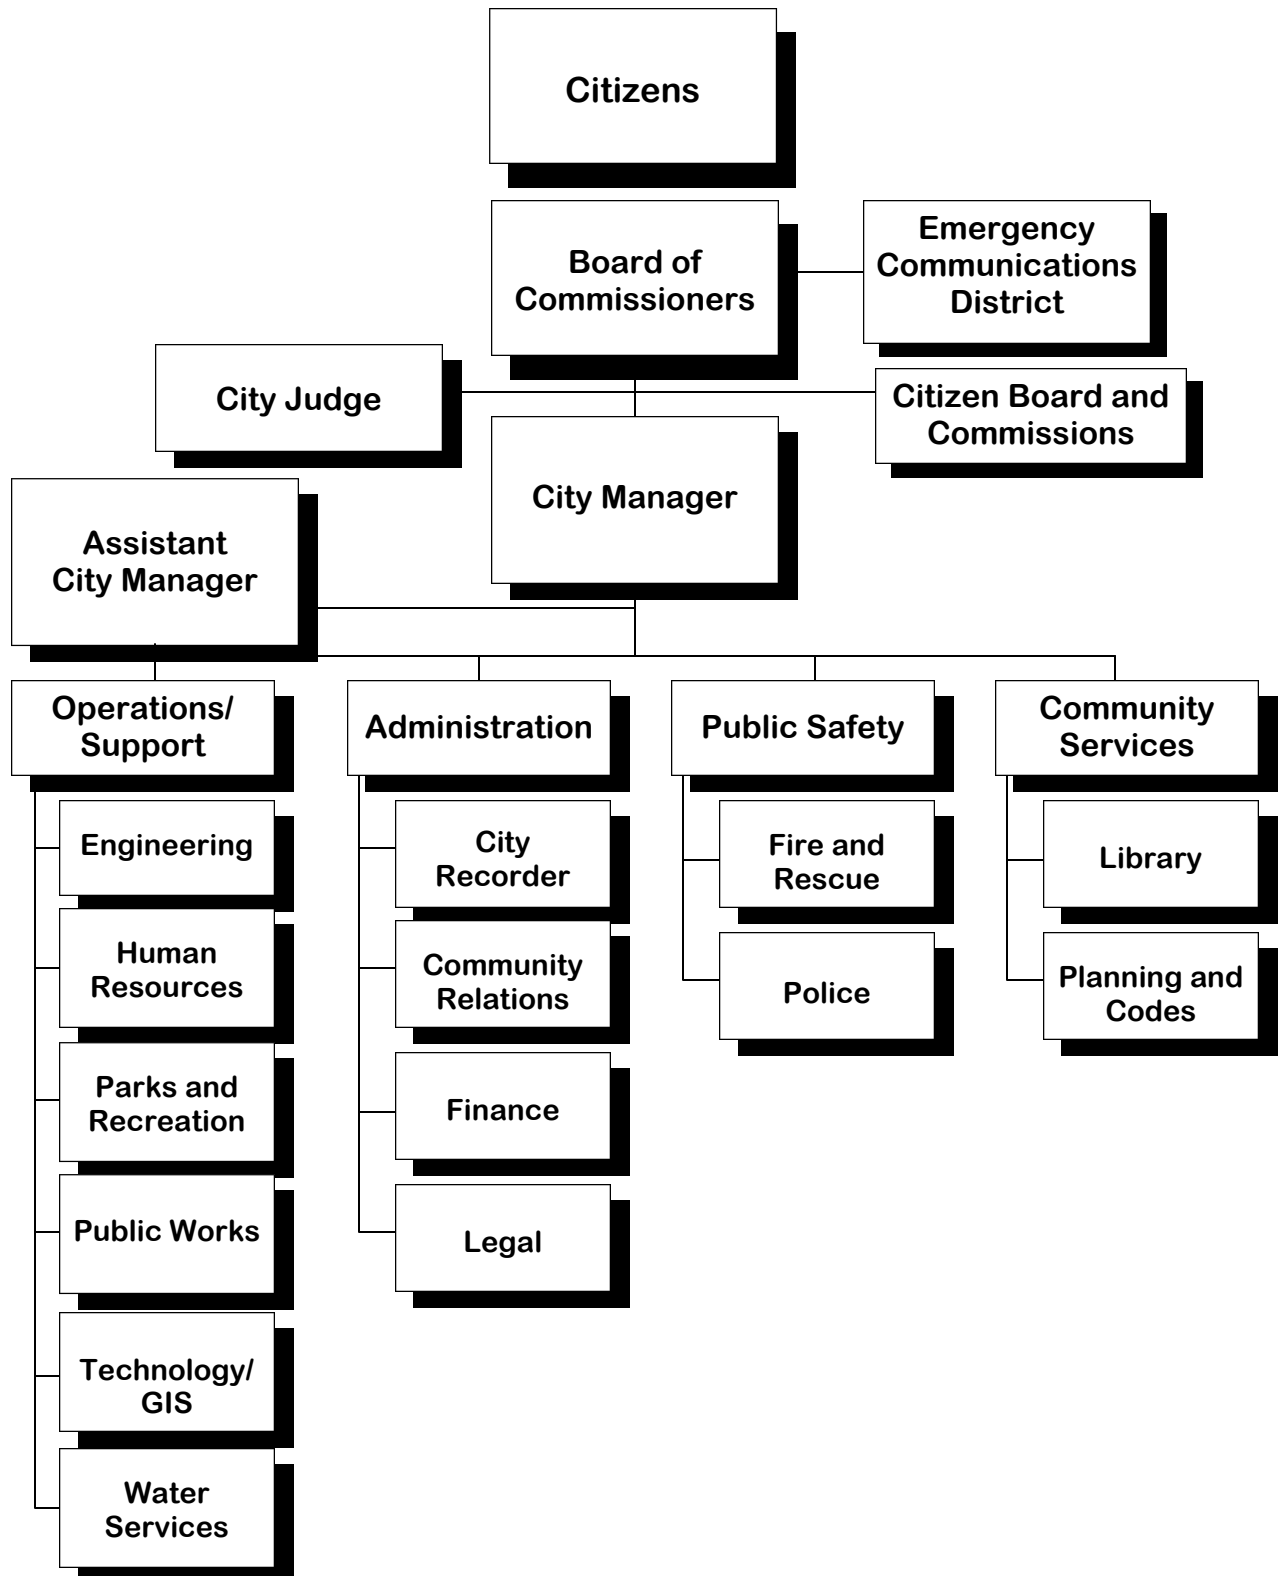 Citizens
Board of
Commissioners
Emergency
Communications
District
City Judge
Citizen Board and
Commissions
City Manager
Assistant
City Manager
Operations/
Support
Engineering
Human
Resources
Parks and
Recreation
Public Works
Technology/
GIS
Water
Services
Administration
City
Recorder
Community
Relations
Finance
Legal
Public Safety
Fire and
Rescue
Police
Community
Services
Library
Planning and
Codes